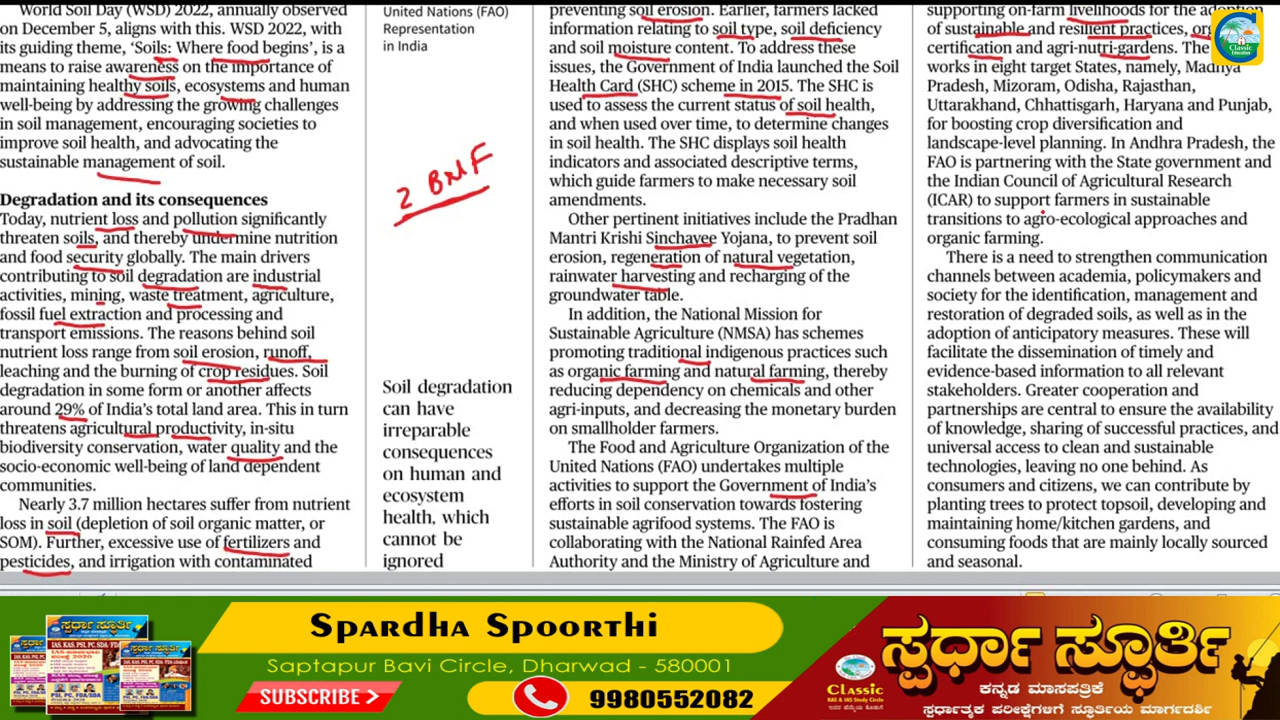 World Soil Day (WSD) 2022, annually observed
on December 5, aligns with this. WSD 2022, with
its guiding theme, ‘Soils: Where food begins’, is a
means to raise awareness on the importance of
maintaining healthy soils, ecosystems and human
well-being by addressing the growing challenges
in soil management, encouraging societies to
improve soil health, and advocating the
sustainable management of soil.
Degradation and its consequences
Today, nutrient loss and pollution significantly
threaten soils, and thereby undermine nutrition
and food security globally. The main drivers
contributing to soil degradation are industrial
activities, mining, waste treatment, agriculture,
fossil fuel extraction and processing and
transport emissions. The reasons behind soil
nutrient loss range from soil erosion, runoff,
leaching and the burning of crop residues. Soil
degradation in some form or another affects
around 29% of India’s total land area. This in turn
threatens agricultural productivity, in-situ
biodiversity conservation, water quality and the
socio-economic well-being of land dependent
communities.
Nearly 3.7 million hectares suffer from nutrient
loss in soil (depletion of soil organic matter, or
SOM). Further, excessive use of fertilizers and
pesticides, and irrigation with contaminated
United Nations (FAO)
Representation
in India
2 BNF
Soil degradation
can have
irreparable
consequences
on human and
ecosystem
health, which
cannot be
ignored
preventing soil erosion. Earlier, farmers lacked
information relating to soil type, soil deficiency
and soil moisture content. To address these
issues, the Government of India launched the Soil
Health Card (SHC) scheme in 2015. The SHC is
used to assess the current status of soil health,
and when used over time, to determine changes
in soil health. The SHC displays soil health
indicators and associated descriptive terms,
which guide farmers to make necessary soil
amendments.
Other pertinent initiatives include the Pradhan
Mantri Krishi Sinchayee Yojana, to prevent soil
erosion, regeneration of natural vegetation,
rainwater harvesting and recharging of the
groundwater table.
In addition, the National Mission for
Sustainable Agriculture (NMSA) has schemes
promoting traditional indigenous practices such
as organic farming and natural farming, thereby
reducing dependency on chemicals and other
agri-inputs, and decreasing the monetary burden
on smallholder farmers.
The Food and Agriculture Organization of the
United Nations (FAO) undertakes multiple
activities to support the Government of India’s
efforts in soil conservation towards fostering
sustainable agrifood systems. The FAO is
collaborating with the National Rainfed Area
Authority and the Ministry of Agriculture and
supporting on-farm livelihoods for the adoption
of sustainable and resilient practices,
certification and agri-nutri-gardens. The
works in eight target States, namely, Madhya
Pradesh, Mizoram, Odisha, Rajasthan,
Uttarakhand, Chhattisgarh, Haryana and Punjab,
for boosting crop diversification and
landscape-level planning. In Andhra Pradesh, the
FAO is partnering with the State government and
the Indian Council of Agricultural Research
(ICAR) to support farmers in sustainable
transitions to agro-ecological approaches and
organic farming.
There is a need to strengthen communication
channels between academia, policymakers and
society for the identification, management and
restoration of degraded soils, as well as in the
adoption of anticipatory measures. These will
facilitate the dissemination of timely and
evidence-based information to all relevant
stakeholders. Greater cooperation and
partnerships are central to ensure the availability
of knowledge, sharing of successful practices, and
universal access to clean and sustainable
technologies, leaving no one behind. As
consumers and citizens, we can contribute by
planting trees to protect topsoil, developing and
maintaining home/kitchen gardens, and
consuming foods that are mainly locally sourced
and seasonal.
Classic
Education
ಸ್ಪರ್ಧಾ ಸ್ಫೂರ್ತಿ
Spardha Spoorthi
Saptapur Bavi Circle Dharwad - 580001
SUBSCRIBE >
9980552082
Classic
ಸ್ಪರ್ಧಾ ಸ್ಫೂರ್ತಿ
ಕನ್ನಡ ಮಾಸಪತ್ರಿಕೆ
ಸ್ಪರ್ಧಾತ್ಮಕ ಪರೀಕ್ಷೆಗಳಿಗೆ ಸ್ಫೂರ್ತಿಯ ಮಾರ್ಗದರ್ಶಿ